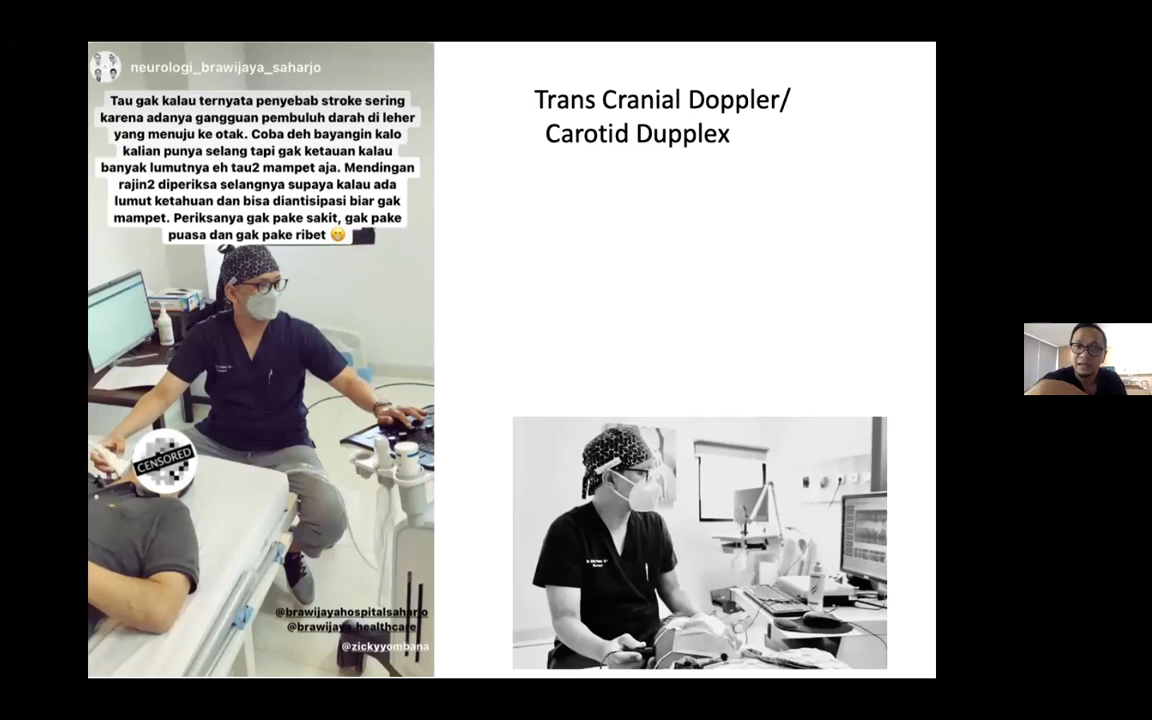 neurologi_brawijaya_saharjo
Tau gak kalau ternyata penyebab stroke sering
karena adanya gangguan pembuluh darah di leher
yang menuju ke otak. Coba deh bayangin kalo
kalian punya selang tapi gak ketauan kalau
banyak lumutnya eh tau2 mampet aja. Mendingan
rajin2 diperiksa selangnya supaya kalau ada
lumut ketahuan dan bisa diantisipasi biar gak
mampet. Periksanya gak pake sakit, gak pake
puasa dan gak pake ribet
CENSORED
@brawijayahospitalsaharjo
@brawijaya.healthcare
@zickyyombana
Trans Cranial Doppler/
Carotid Dupplex